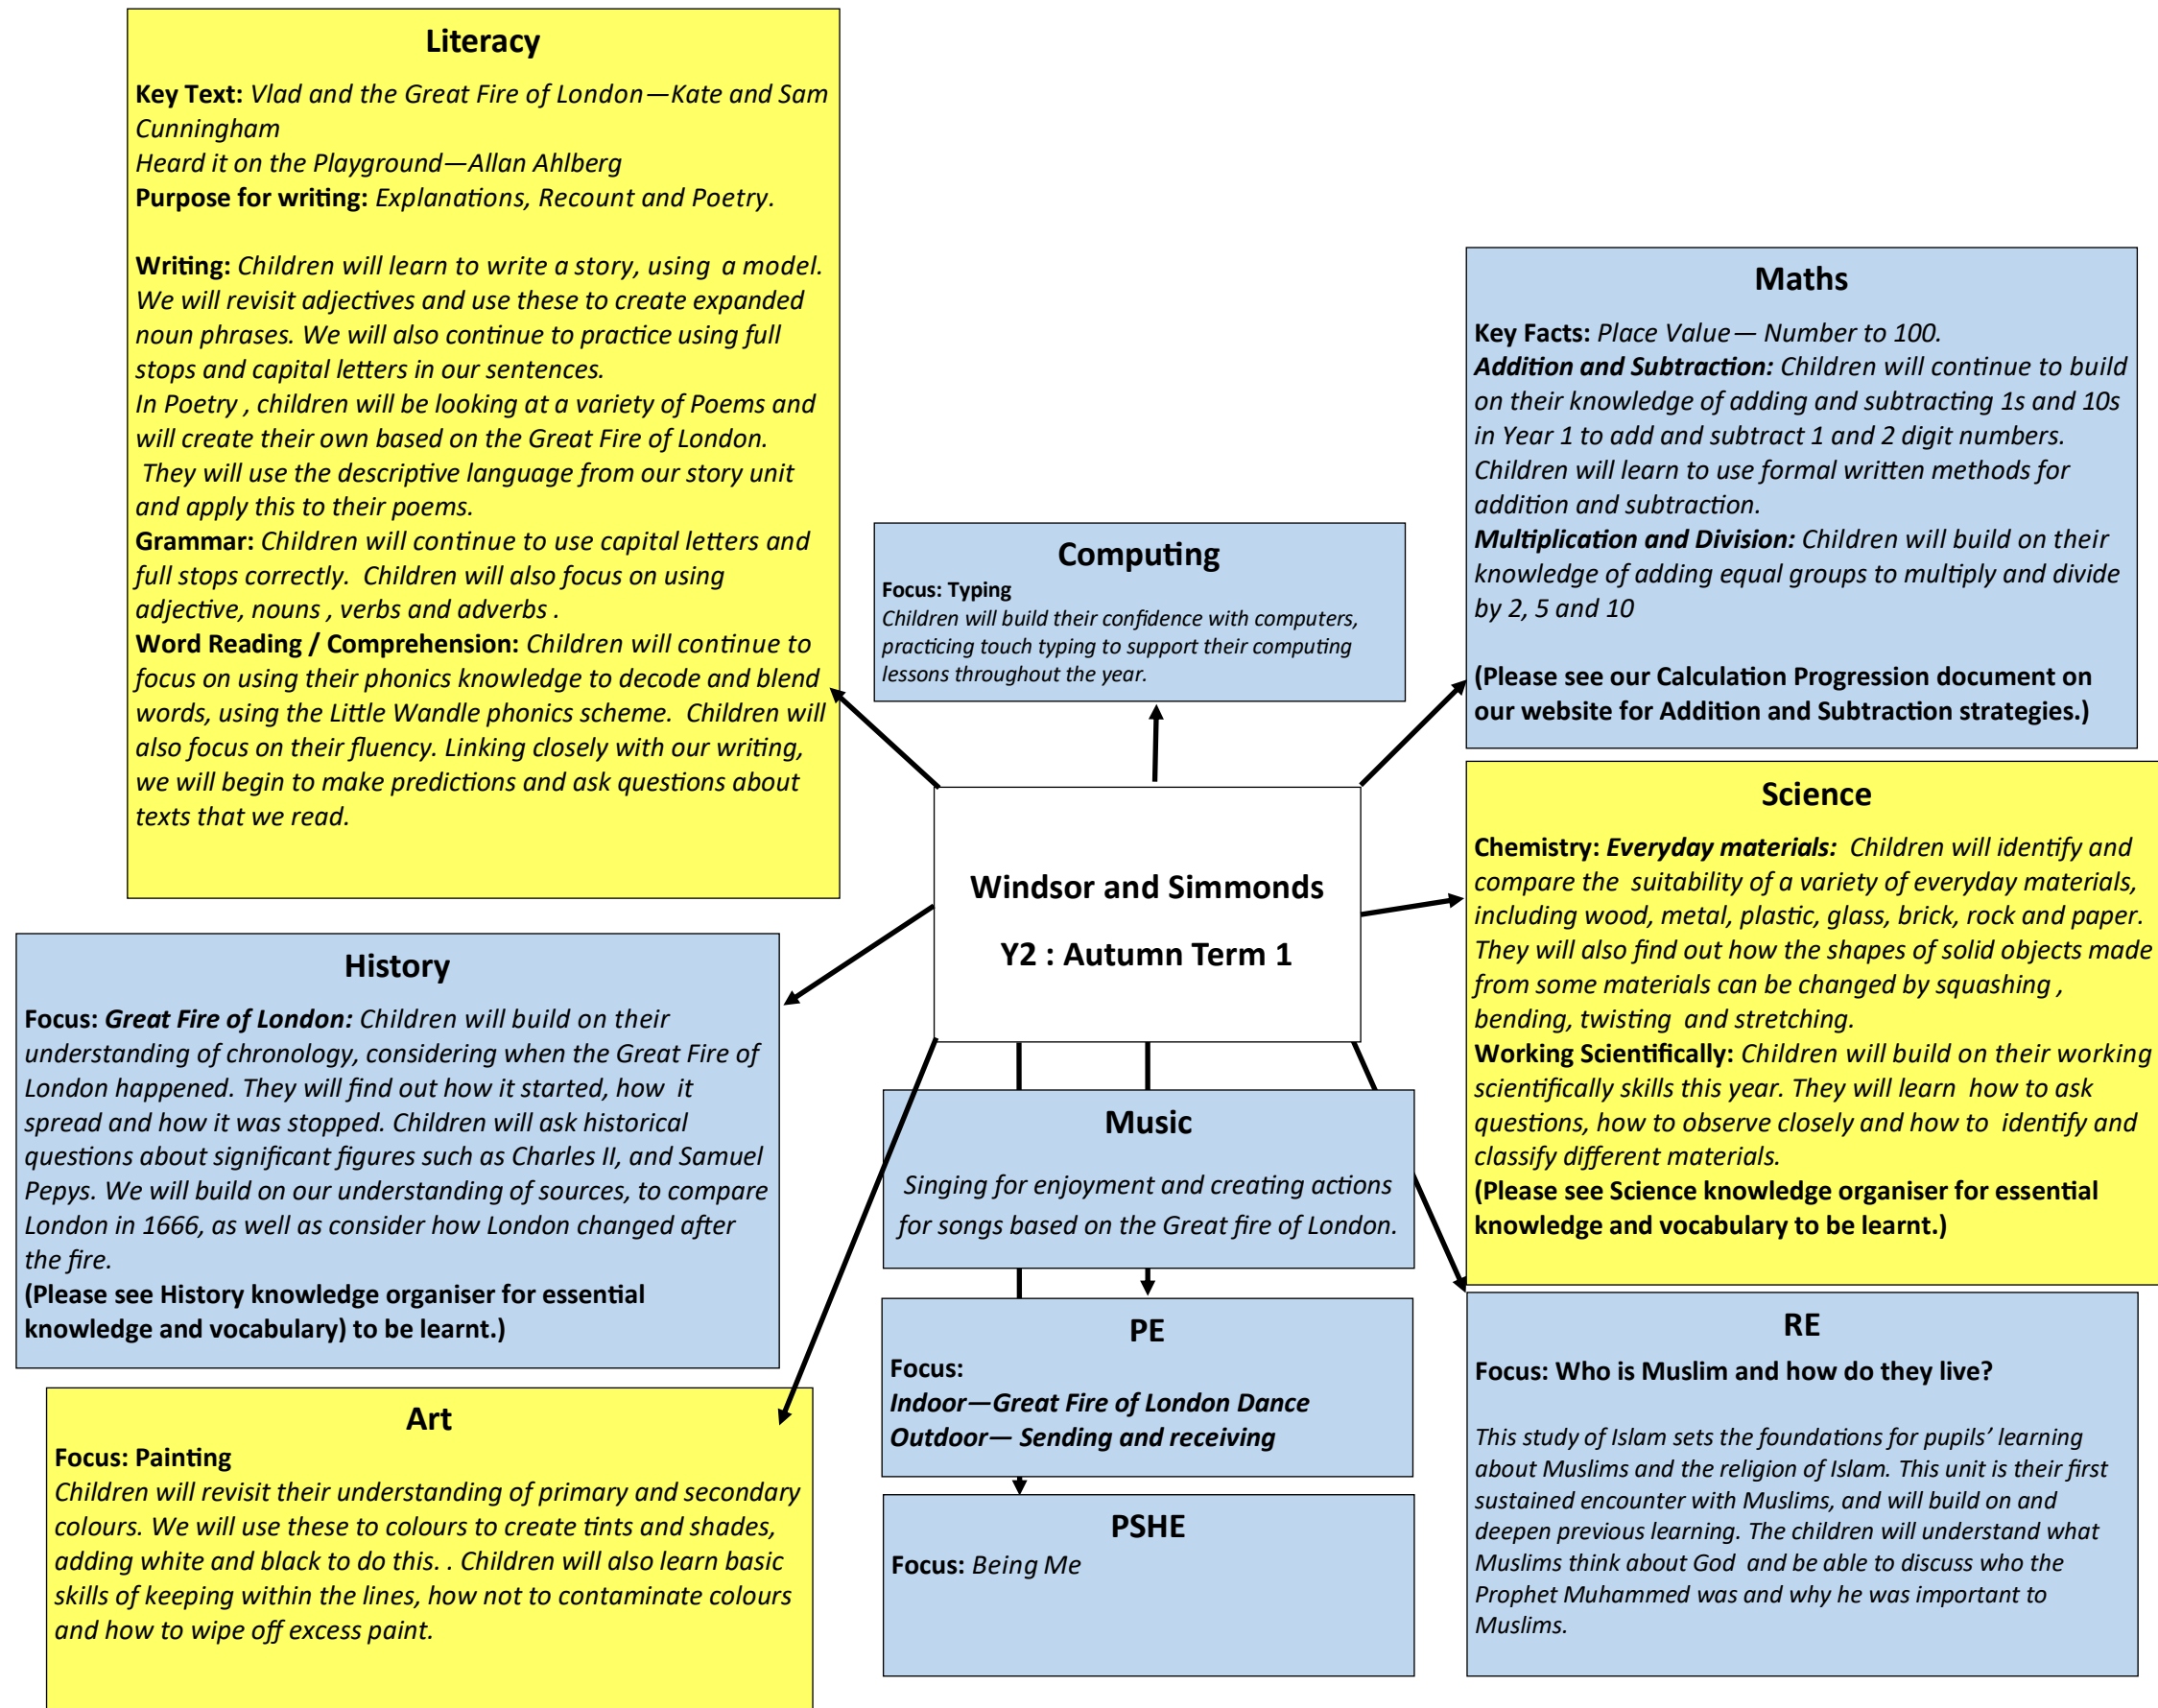 Literacy
Key Text: Vlad and the Great Fire of London—Kate and Sam
Cunningham
Heard it on the Playground—Allan Ahlberg
Purpose for writing: Explanations, Recount and Poetry.
Writing: Children will learn to write a story, using a model.
We will revisit adjectives and use these to create expanded
noun phrases. We will also continue to practice using full
stops and capital letters in our sentences.
In Poetry , children will be looking at a variety of Poems and
will create their own based on the Great Fire of London.
They will use the descriptive language from our story unit
and apply this to their poems.
Grammar: Children will continue to use capital letters and
full stops correctly. Children will also focus on using
adjective, nouns , verbs and adverbs .
Word Reading / Comprehension: Children will continue to
focus on using their phonics knowledge to decode and blend
words, using the Little Wandle phonics scheme. Children will
also focus on their fluency. Linking closely with our writing,
we will begin to make predictions and ask questions about
texts that we read.
Computing
Focus: Typing
Children will build their confidence with computers,
practicing touch typing to support their computing
lessons throughout the year.
Maths
Key Facts: Place Value— Number to 100.
Addition and Subtraction: Children will continue to build
on their knowledge of adding and subtracting 1s and 10s
in Year 1 to add and subtract 1 and 2 digit numbers.
Children will learn to use formal written methods for
addition and subtraction.
Multiplication and Division: Children will build on their
knowledge of adding equal groups to multiply and divide
by 2, 5 and 10
(Please see our Calculation Progression document on
our website for Addition and Subtraction strategies.)
Windsor and Simmonds
Y2 : Autumn Term 1
Science
Chemistry: Everyday materials: Children will identify and
compare the suitability of a variety of everyday materials,
including wood, metal, plastic, glass, brick, rock and paper.
They will also find out how the shapes of solid objects made
from some materials can be changed by squashing ,
bending, twisting and stretching.
Working Scientifically: Children will build on their working
scientifically skills this year. They will learn how to ask
questions, how to observe closely and how to identify and
classify different materials.
(Please see Science knowledge organiser for essential
knowledge and vocabulary to be learnt.)
History
Focus: Great Fire of London: Children will build on their
understanding of chronology, considering when the Great Fire of
London happened. They will find out how it started, how it
spread and how it was stopped. Children will ask historical
questions about significant figures such as Charles II, and Samuel
Pepys. We will build on our understanding of sources, to compare
London in 1666, as well as consider how London changed after
the fire.
(Please see History knowledge organiser for essential
knowledge and vocabulary) to be learnt.)
Music
Singing for enjoyment and creating actions
for songs based on the Great fire of London.
PE
Focus:
Indoor—Great Fire of London Dance
Outdoor— Sending and receiving
RE
Focus: Who is Muslim and how do they live?
This study of Islam sets the foundations for pupils’ learning
about Muslims and the religion of Islam. This unit is their first
sustained encounter with Muslims, and will build on and
deepen previous learning. The children will understand what
Muslims think about God and be able to discuss who the
Prophet Muhammed was and why he was important to
Muslims.
Art
Focus: Painting
Children will revisit their understanding of primary and secondary
colours. We will use these to colours to create tints and shades,
adding white and black to do this. . Children will also learn basic
skills of keeping within the lines, how not to contaminate colours
and how to wipe off excess paint.
PSHE
Focus: Being Me